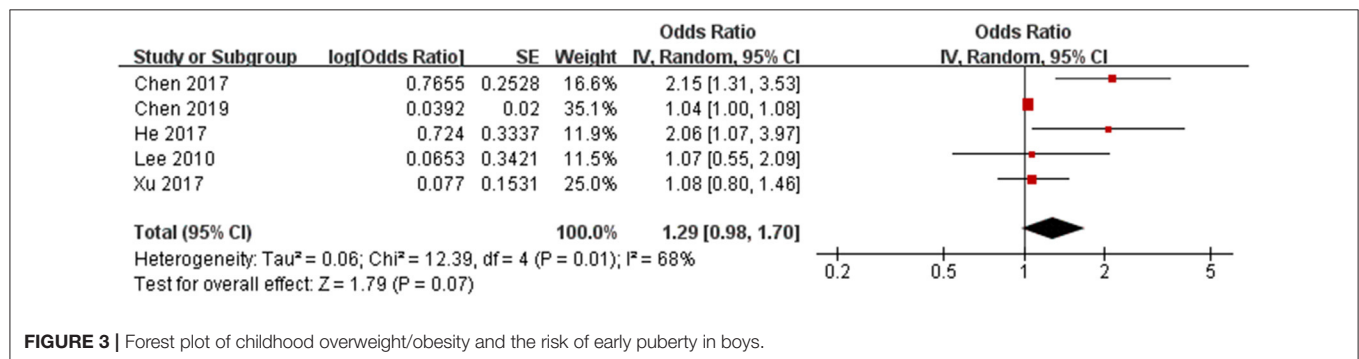 Odds Ratio Odds Ratio
Study or Subgroup log[Odds Ratio] SE Weight IV, Random, 95% CI IV, Random, 95% CI
Chen 2017 0.7655 0.2528 16.6% 2.15 [1.31, 3.53]
Chen 2019 0.0392 0.02 35.1% 1.04 [1.00, 1.08]
He 2017 0.724 0.3337 11.9% 2.06 [1.07, 3.97]
Lee 2010 0.0653 0.3421 11.5% 1.07 [0.55, 2.09]
Xu 2017 0.077 0.1531 25.0% 1.08 [0.80, 1.46]
Total (95% CI) 100.0% 1.29 [0.98, 1.70]
Heterogeneity: Tau² = 0.06; Chi² = 12.39, df = 4 (P = 0.01); I² = 68%
Test for overall effect: Z = 1.79 (P = 0.07)
0.2 0.5 1 2 5
FIGURE 3 | Forest plot of childhood overweight/obesity and the risk of early puberty in boys.